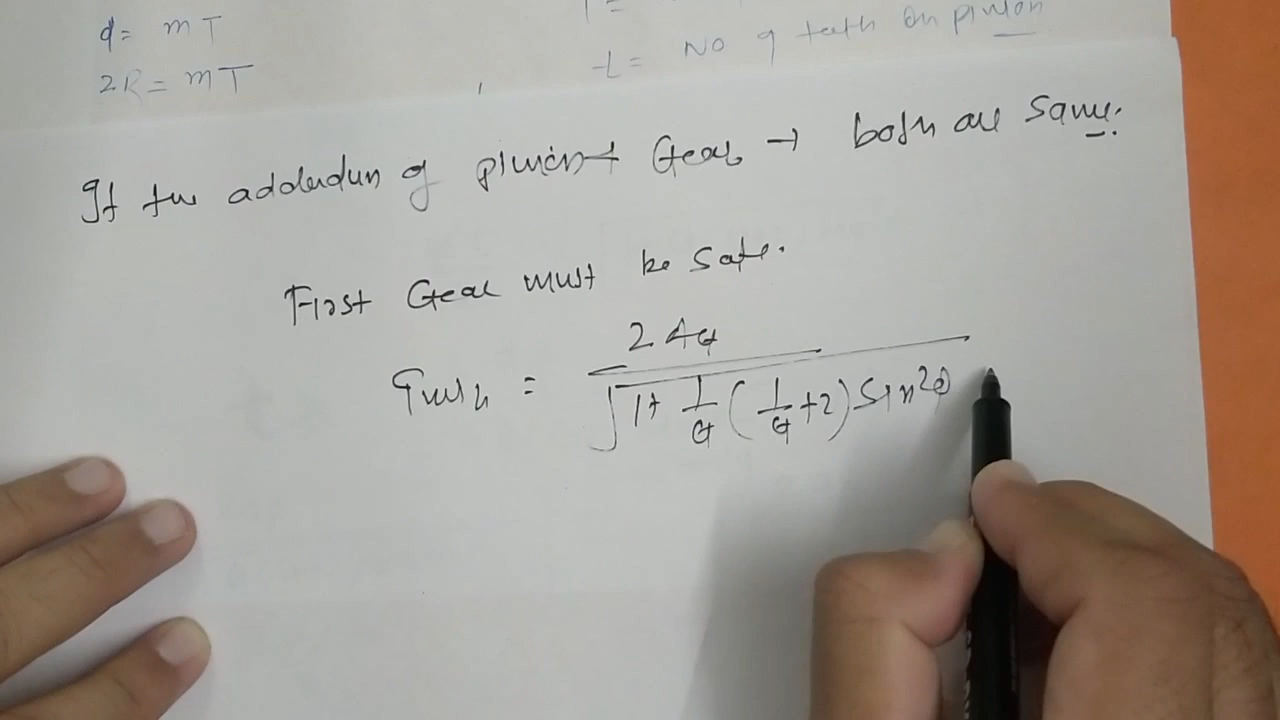 d = mT
2R = mT
t = No of teeth on pinion
If the addendum of pinion + Gear → both are same.
First Gear must be safe.
Tmin = 2 AG / √1 + 1/G (1/G + 2) Sin²φ